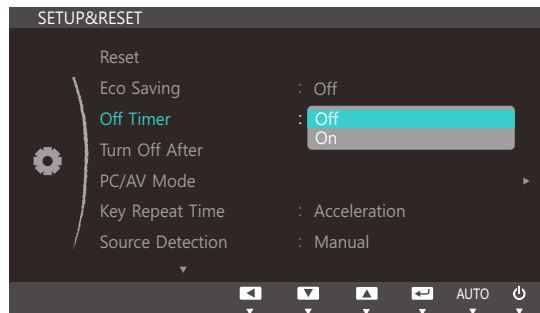 SETUP&RESET
Reset
Eco Saving : Off
Off Timer : Off
On
Turn Off After
PC/AV Mode
Key Repeat Time : Acceleration
Source Detection : Manual
AUTO